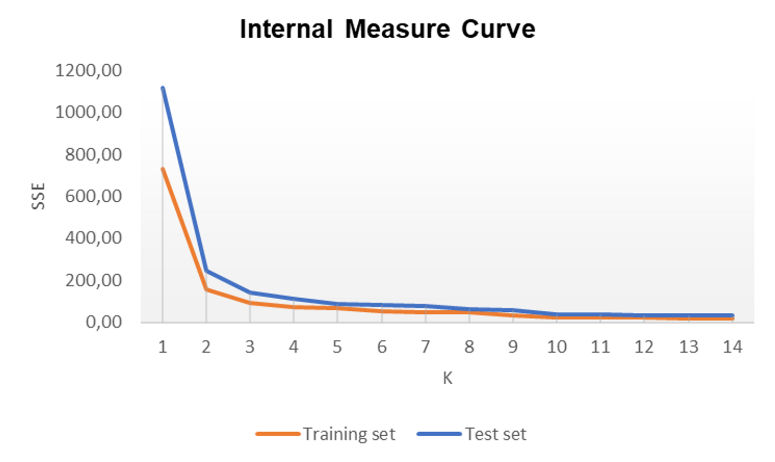 Internal Measure Curve
1200,00
1000,00
800,00
600,00
400,00
200,00
0,00
SSE
1 2 3 4 5 6 7 8 9 10 11 12 13 14
K
Training set Test set